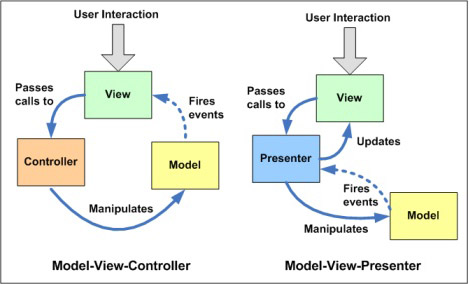 User Interaction
Passes
calls to
View
Fires
events
Controller
Model
Manipulates
Model-View-Controller
User Interaction
Passes
calls to
View
Updates
Presenter
Fires
events
Model
Manipulates
Model-View-Presenter